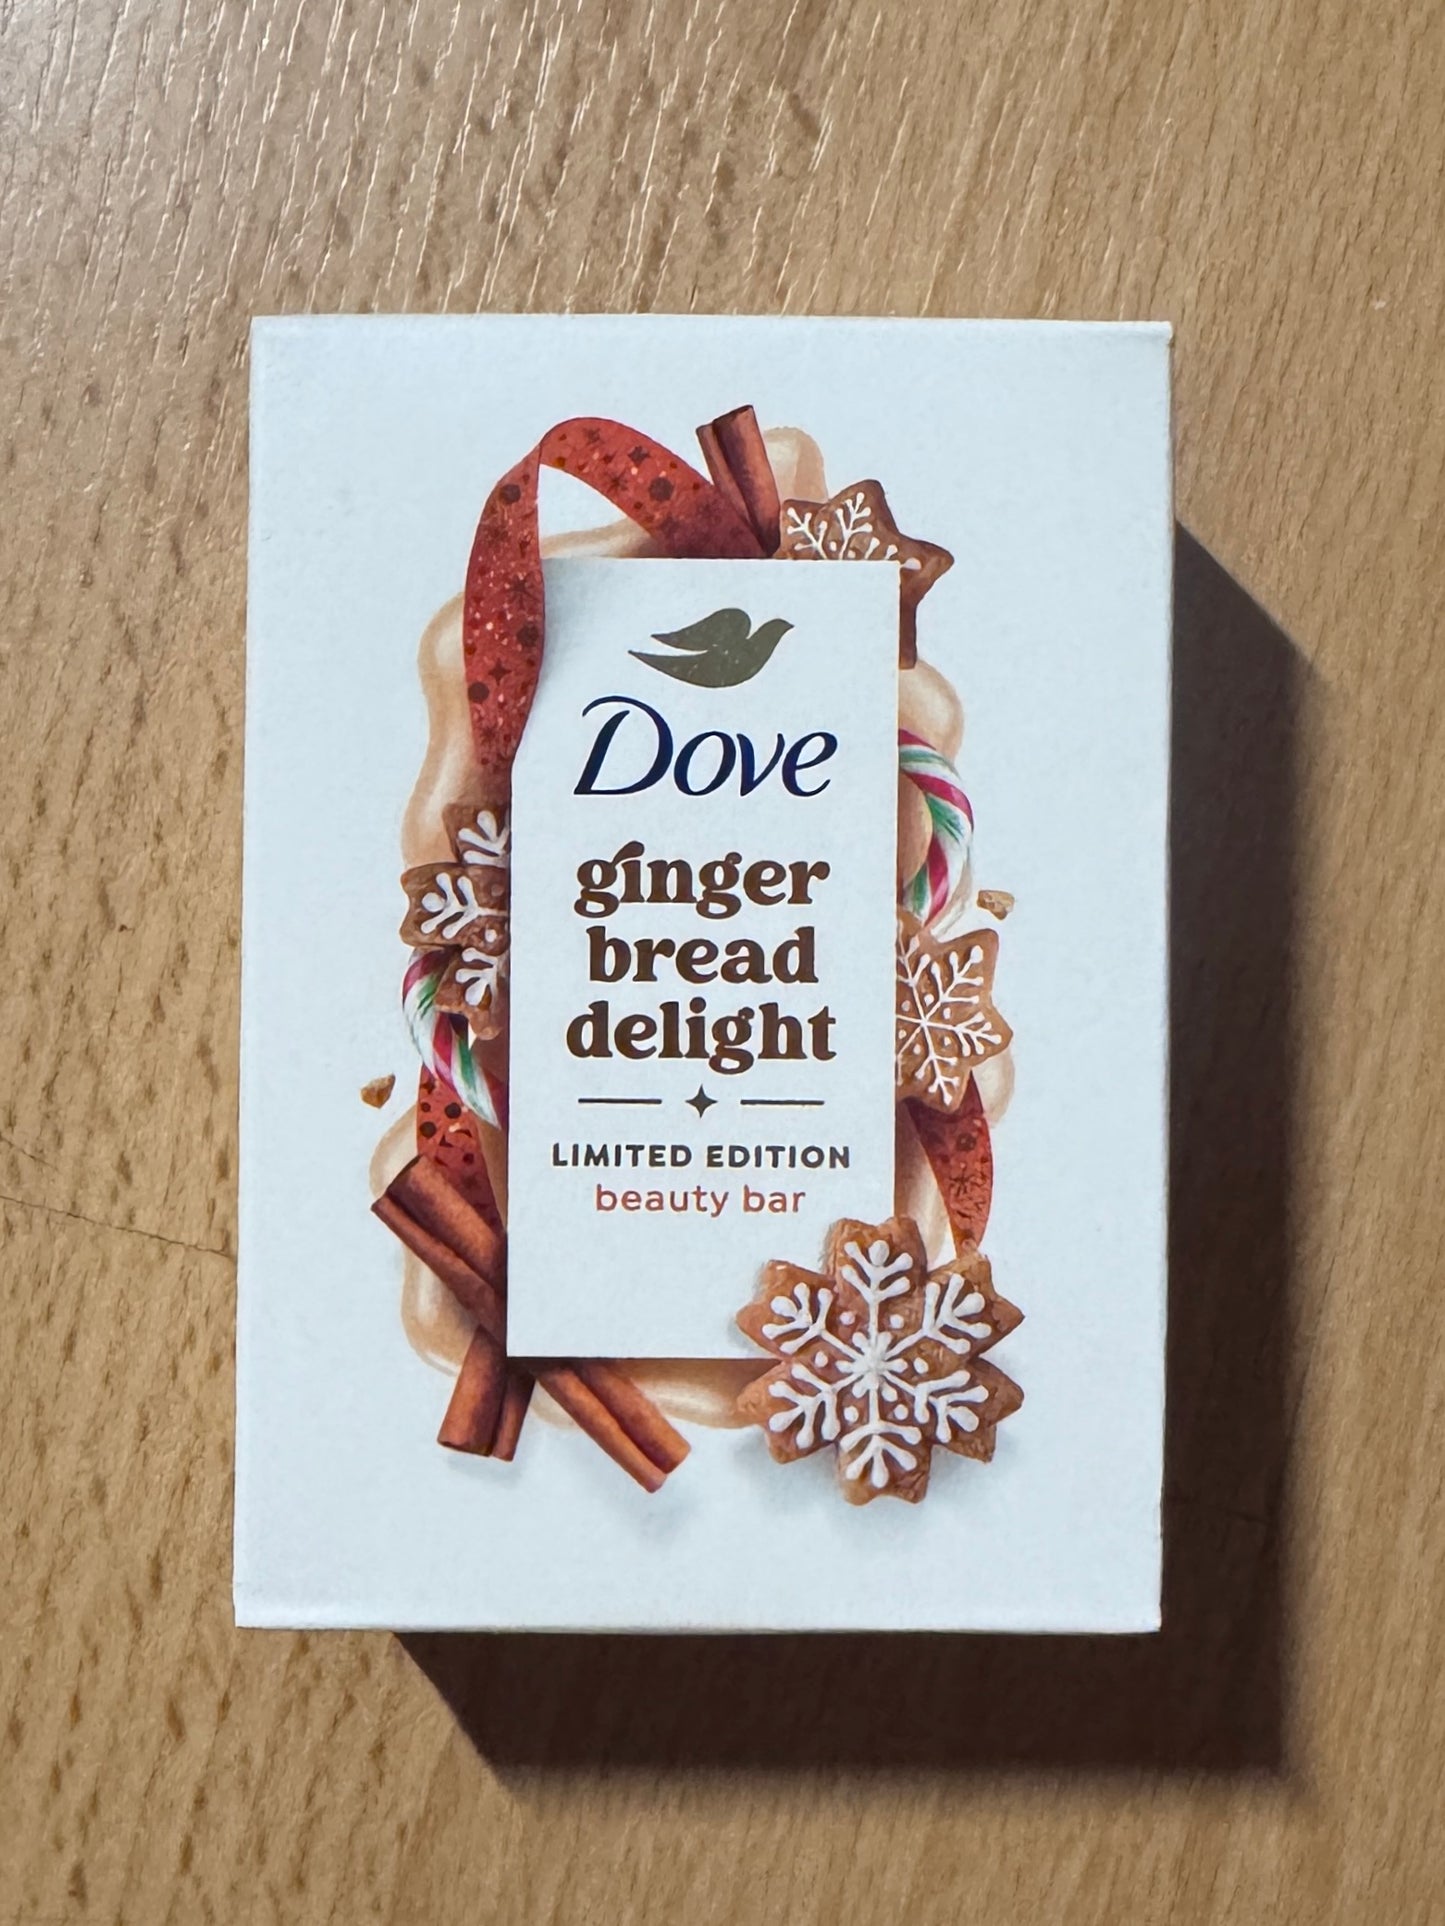 Dove
ginger
bread
delight
LIMITED EDITION
beauty bar